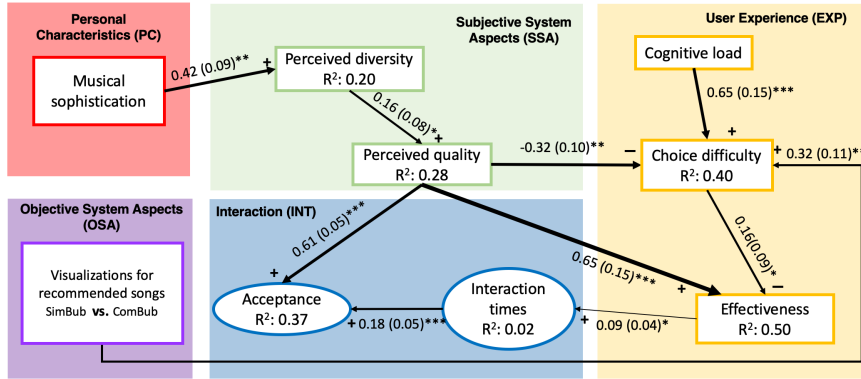 Personal
Characteristics (PC)
Musical
sophistication
0.42 (0.09)**
+
Subjective System
Aspects (SSA)
Perceived diversity
R²: 0.20
0.16 (0.08)*
+
Perceived quality
R²: 0.28
-0.32 (0.10)**
−
User Experience (EXP)
Cognitive load
0.65 (0.15)***
+
Choice difficulty
R²: 0.40
+ 0.32 (0.11)**
0.16(0.09)*
−
Effectiveness
R²: 0.50
Objective System Aspects
(OSA)
Visualizations for
recommended songs
SimBub vs. ComBub
Interaction (INT)
0.61 (0.05)***
+
0.65 (0.15)***
+
Acceptance
R²: 0.37
+ 0.18 (0.05)***
Interaction
times
R²: 0.02
+ 0.09 (0.04)*